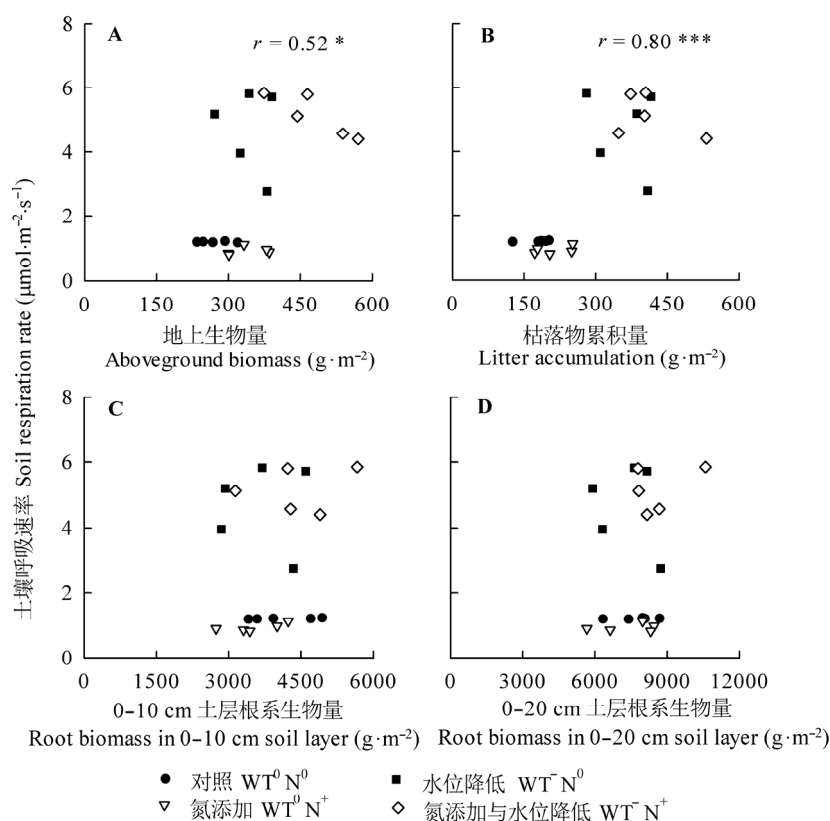 土壤呼吸速率 Soil respiration rate (μmol·m⁻²·s⁻¹)
A
r = 0.52 *
8
6
4
2
0
0 150 300 450 600
地上生物量
Aboveground biomass (g·m⁻²)
B
r = 0.80 ***
0 150 300 450 600
枯落物累积量
Litter accumulation (g·m⁻²)
C
8
6
4
2
0
0 1500 3000 4500 6000
0–10 cm 土层根系生物量
Root biomass in 0–10 cm soil layer (g·m⁻²)
D
0 3000 6000 9000 12000
0–20 cm 土层根系生物量
Root biomass in 0–20 cm soil layer (g·m⁻²)
对照 WT⁰N⁰
水位降低 WT⁻N⁰
氮添加 WT⁰N⁺
氮添加与水位降低 WT⁻N⁺